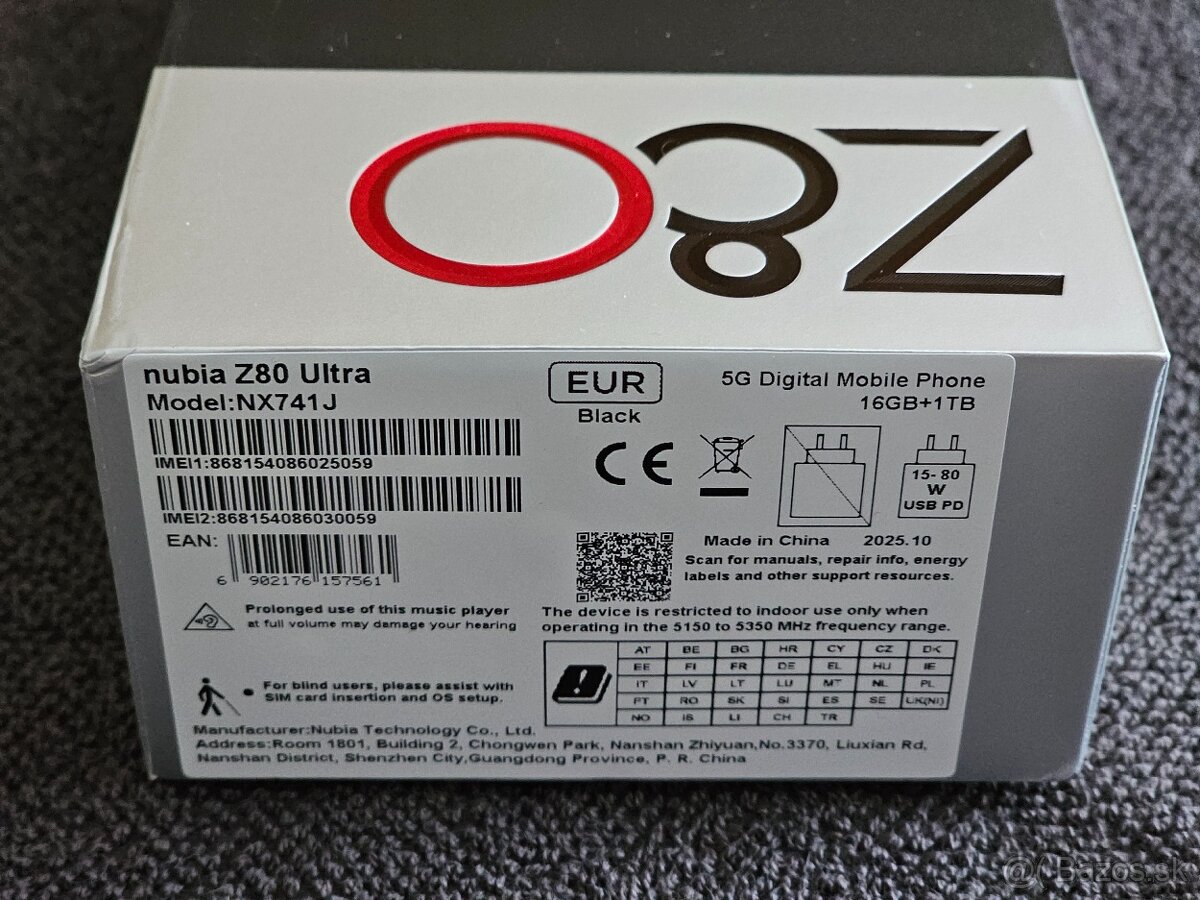 Z80
nubia Z80 Ultra
Model:NX741J
EUR
Black
5G Digital Mobile Phone
16GB+1TB
IMEI1:868154086025059
IMEI2:868154086030059
EAN:
6 902176 157561
CE
15- 80
W
USB PD
Made in China 2025.10
Scan for manuals, repair info, energy
labels and other support resources.
Prolonged use of this music player
at full volume may damage your hearing
The device is restricted to indoor use only when
operating in the 5150 to 5350 MHz frequency range.
AT BE BG HR CY CZ DK
EE FI FR DE EL HU IE
IT LV LT LU MT NL PL
PT RO SK SI ES SE UK(NI)
NO IS LI CH TR
For blind users, please assist with
SIM card insertion and OS setup.
Manufacturer:Nubia Technology Co., Ltd.
Address:Room 1801, Building 2, Chongwen Park, Nanshan Zhiyuan,No.3370, Liuxian Rd,
Nanshan District, Shenzhen City,Guangdong Province, P. R. China
@( Bazos.sk